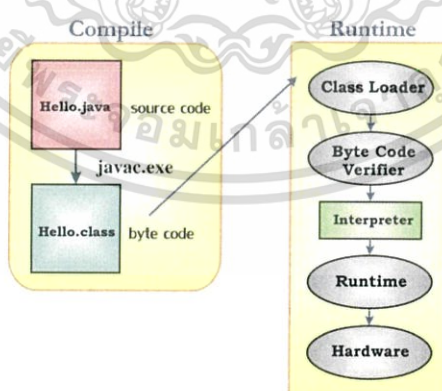 Compile
Hello.java source code
javac.exe
Hello.class byte code
Runtime
Class Loader
Byte Code
Verifier
Interpreter
Runtime
Hardware